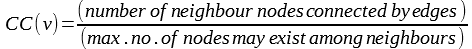 CC(v)=
(number of neighbour nodes connected by edges)
(max.no.of nodes may exist among neighbours)